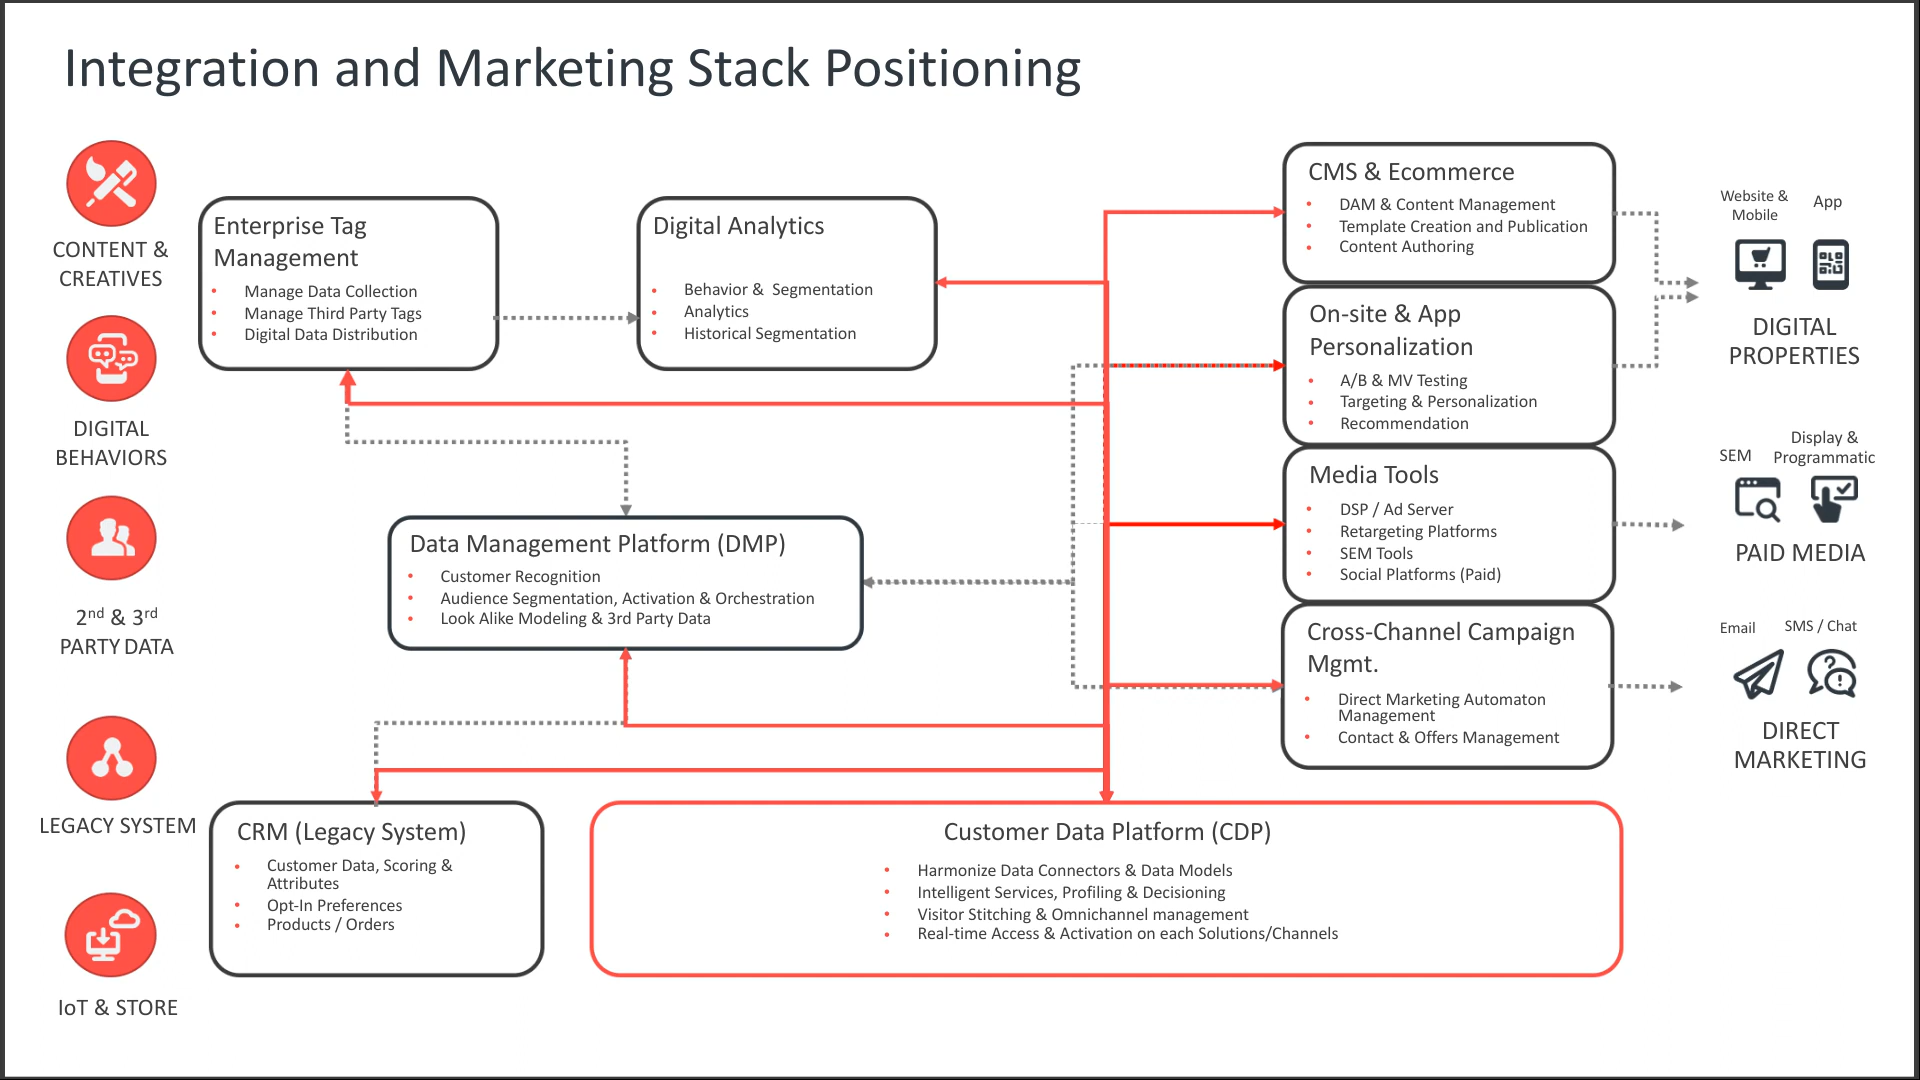 Integration and Marketing Stack Positioning
CONTENT &
CREATIVES
DIGITAL
BEHAVIORS
2nd & 3rd
PARTY DATA
LEGACY SYSTEM
IoT & STORE
Enterprise Tag
Management
• Manage Data Collection
• Manage Third Party Tags
• Digital Data Distribution
Digital Analytics
• Behavior & Segmentation
• Analytics
• Historical Segmentation
Data Management Platform (DMP)
• Customer Recognition
• Audience Segmentation, Activation & Orchestration
• Look Alike Modeling & 3rd Party Data
CRM (Legacy System)
• Customer Data, Scoring &
Attributes
• Opt-In Preferences
• Products / Orders
Customer Data Platform (CDP)
• Harmonize Data Connectors & Data Models
• Intelligent Services, Profiling & Decisioning
• Visitor Stitching & Omnichannel management
• Real-time Access & Activation on each Solutions/Channels
CMS & Ecommerce
• DAM & Content Management
• Template Creation and Publication
• Content Authoring
On-site & App
Personalization
• A/B & MV Testing
• Targeting & Personalization
• Recommendation
Media Tools
• DSP / Ad Server
• Retargeting Platforms
• SEM Tools
• Social Platforms (Paid)
Cross-Channel Campaign
Mgmt.
• Direct Marketing Automaton
Management
• Contact & Offers Management
Website &
Mobile
App
DIGITAL
PROPERTIES
SEM
Display &
Programmatic
PAID MEDIA
Email
SMS / Chat
DIRECT
MARKETING